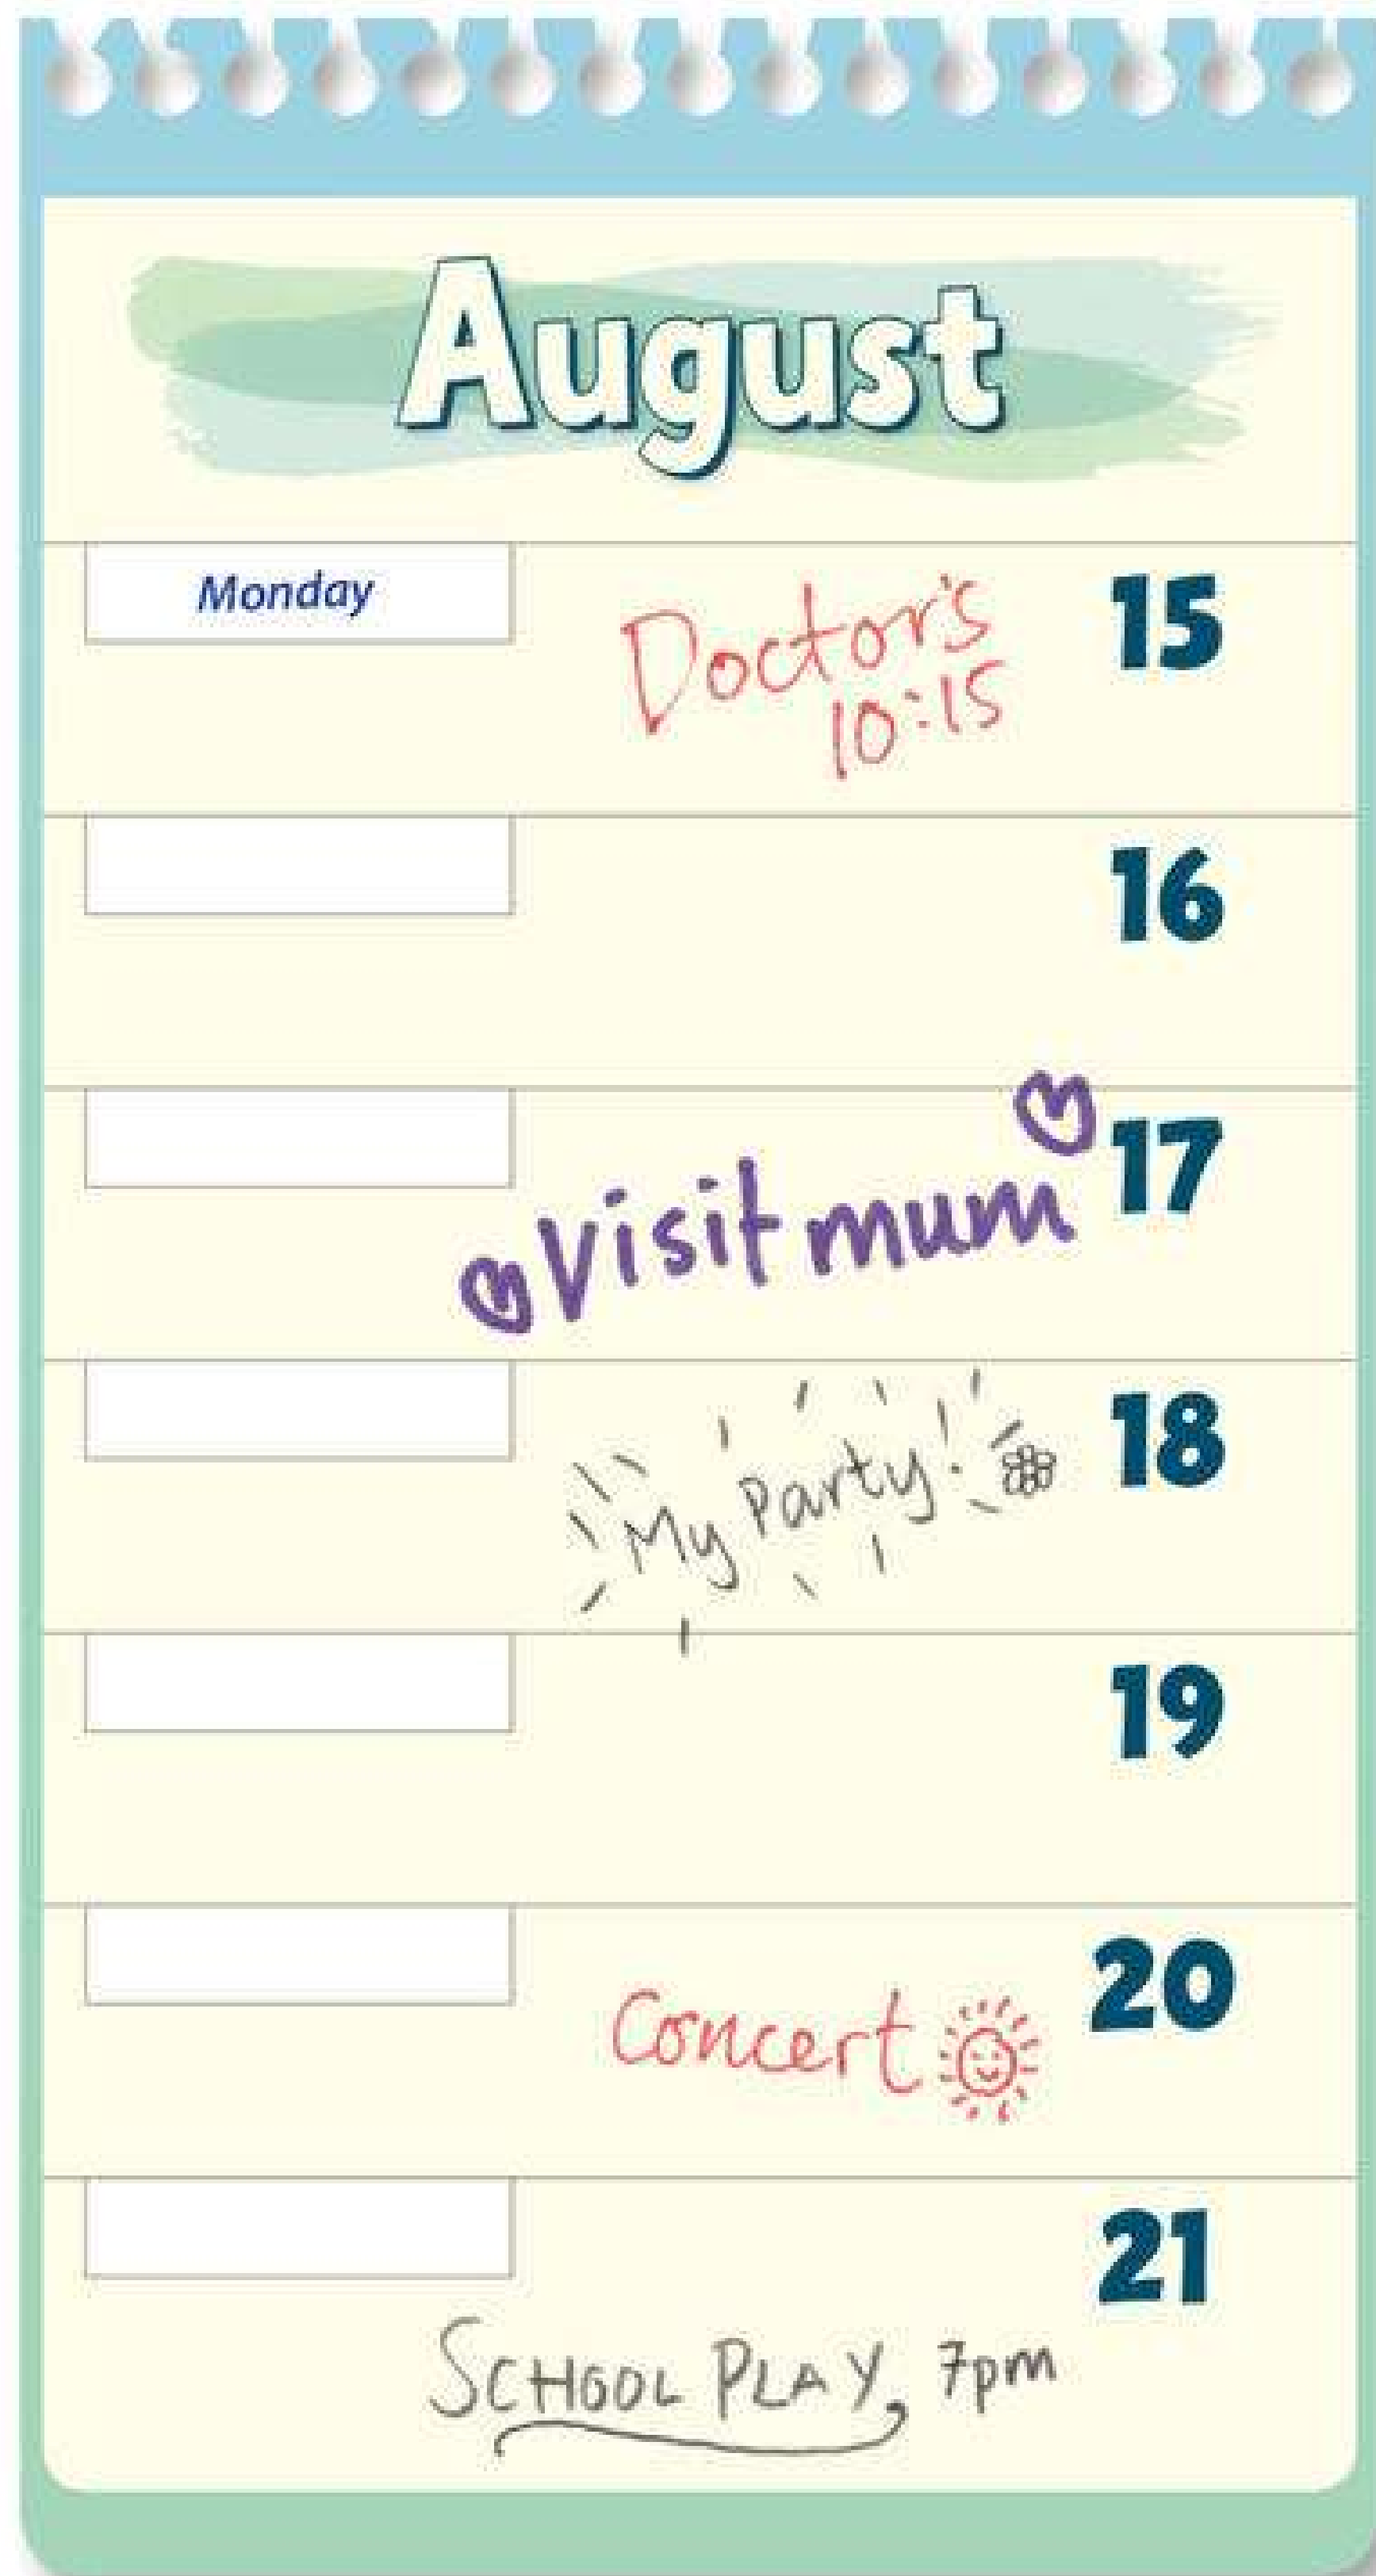 August
Monday
15
Doctor's
10:15
16
17
Visit mum
18
My Party!
19
20
Concert
21
SCHOOL PLAY, 7pm